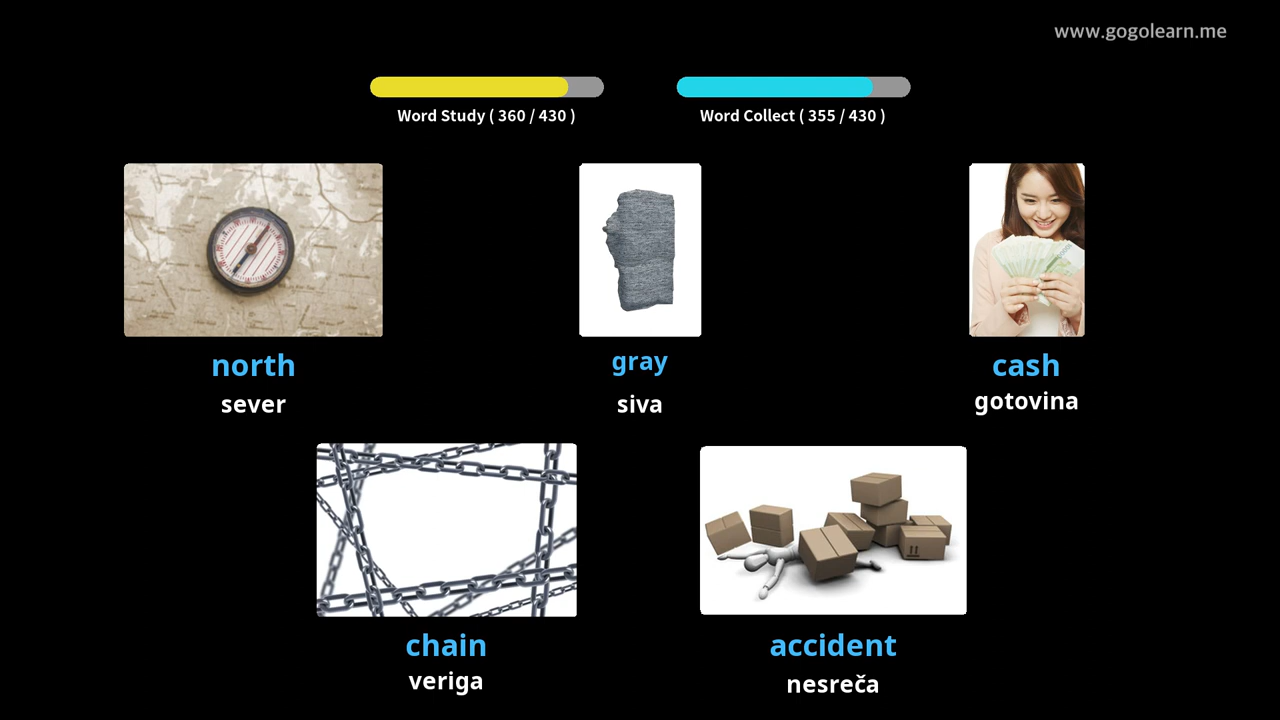 www.gogolearn.me
Word Study ( 360 / 430 )
Word Collect ( 355 / 430 )
north
sever
gray
siva
cash
gotovina
chain
veriga
accident
nesreča